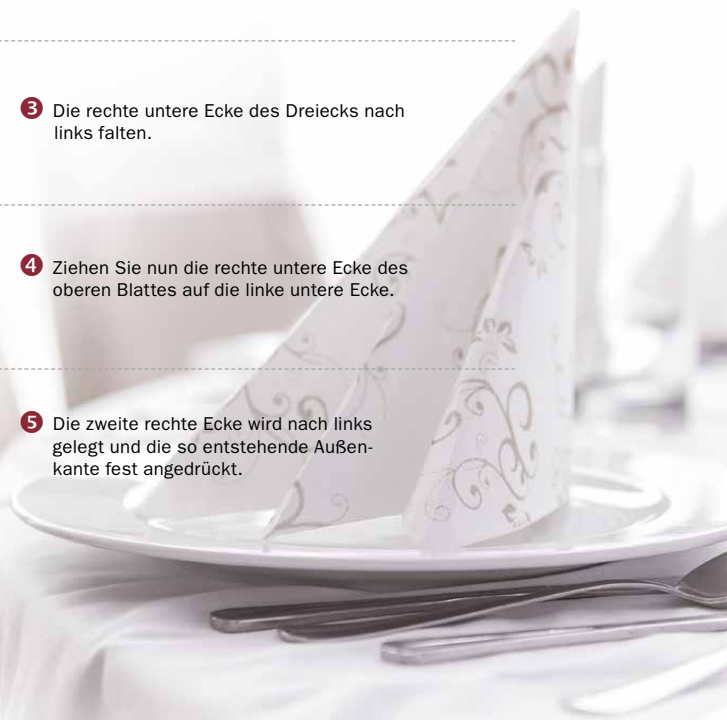 3 Die rechte untere Ecke des Dreiecks nach
links falten.
4 Ziehen Sie nun die rechte untere Ecke des
oberen Blattes auf die linke untere Ecke.
5 Die zweite rechte Ecke wird nach links
gelegt und die so entstehende Außen-
kante fest angedrückt.